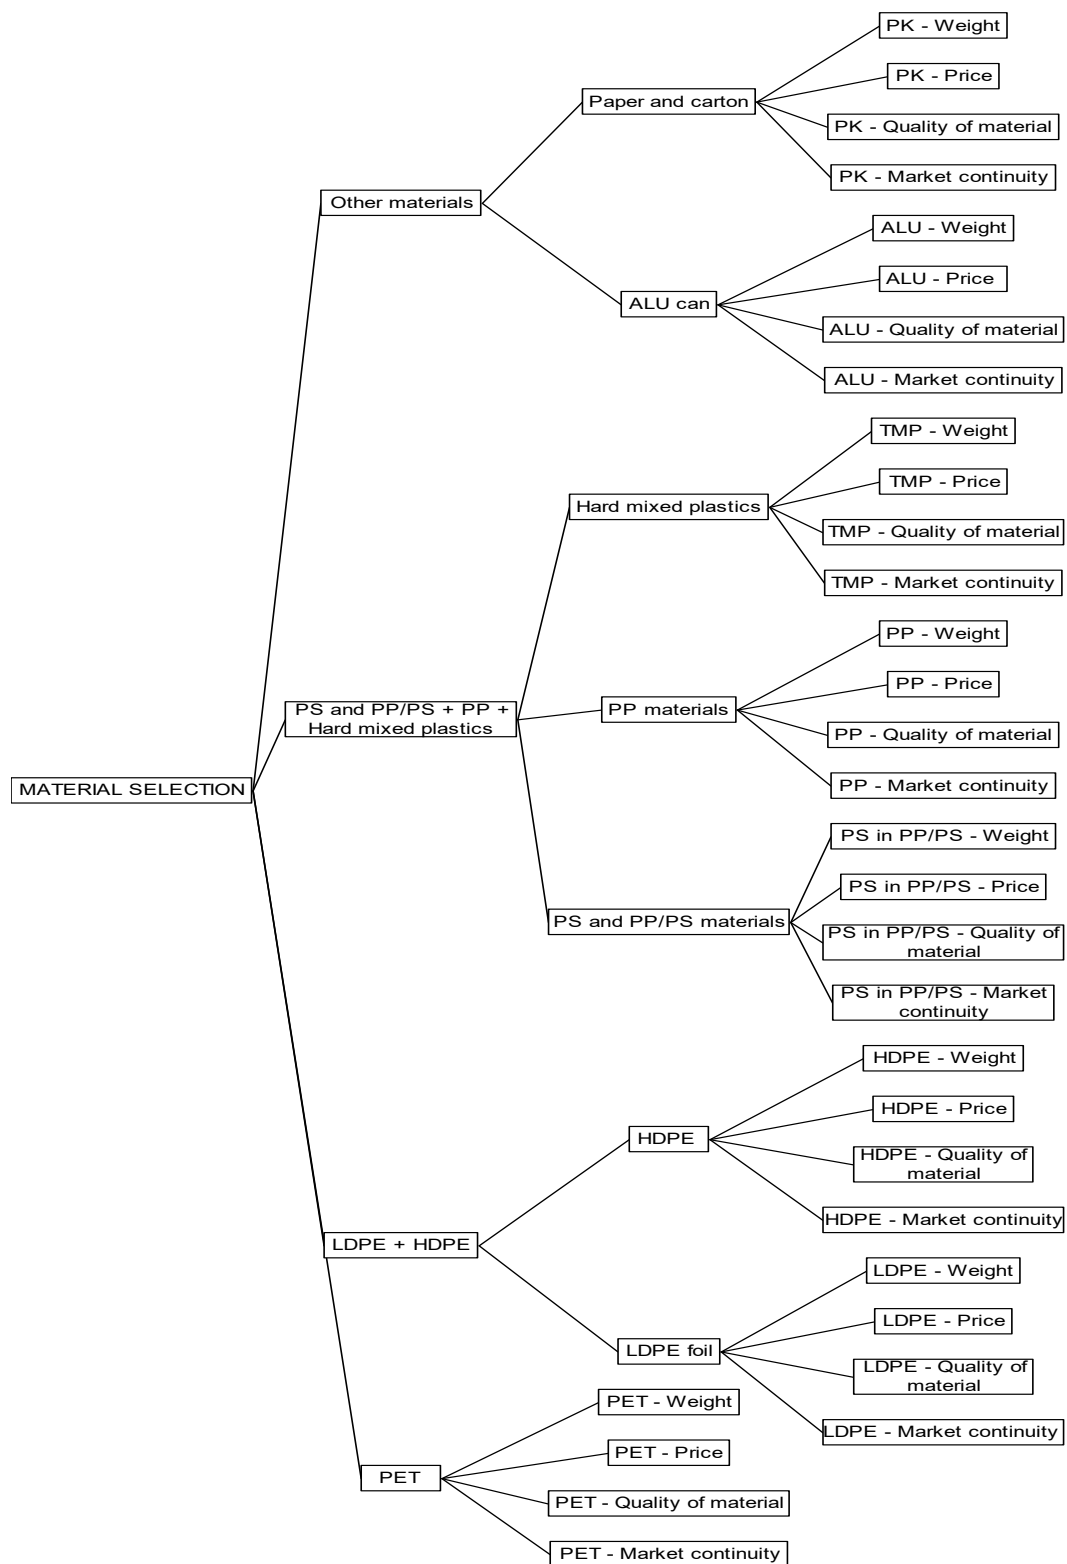 PK - Weight
PK - Price
Paper and carton
PK - Quality of material
PK - Market continuity
Other materials
ALU - Weight
ALU - Price
ALU can
ALU - Quality of material
ALU - Market continuity
TMP - Weight
TMP - Price
Hard mixed plastics
TMP - Quality of material
TMP - Market continuity
PP - Weight
PP - Price
PS and PP/PS + PP +
Hard mixed plastics
PP materials
PP - Quality of material
PP - Market continuity
MATERIAL SELECTION
PS in PP/PS - Weight
PS in PP/PS - Price
PS and PP/PS materials
PS in PP/PS - Quality of
material
PS in PP/PS - Market
continuity
HDPE - Weight
HDPE - Price
HDPE
HDPE - Quality of
material
HDPE - Market continuity
LDPE + HDPE
LDPE - Weight
LDPE - Price
LDPE foil
LDPE - Quality of
material
LDPE - Market continuity
PET - Weight
PET - Price
PET
PET - Quality of material
PET - Market continuity